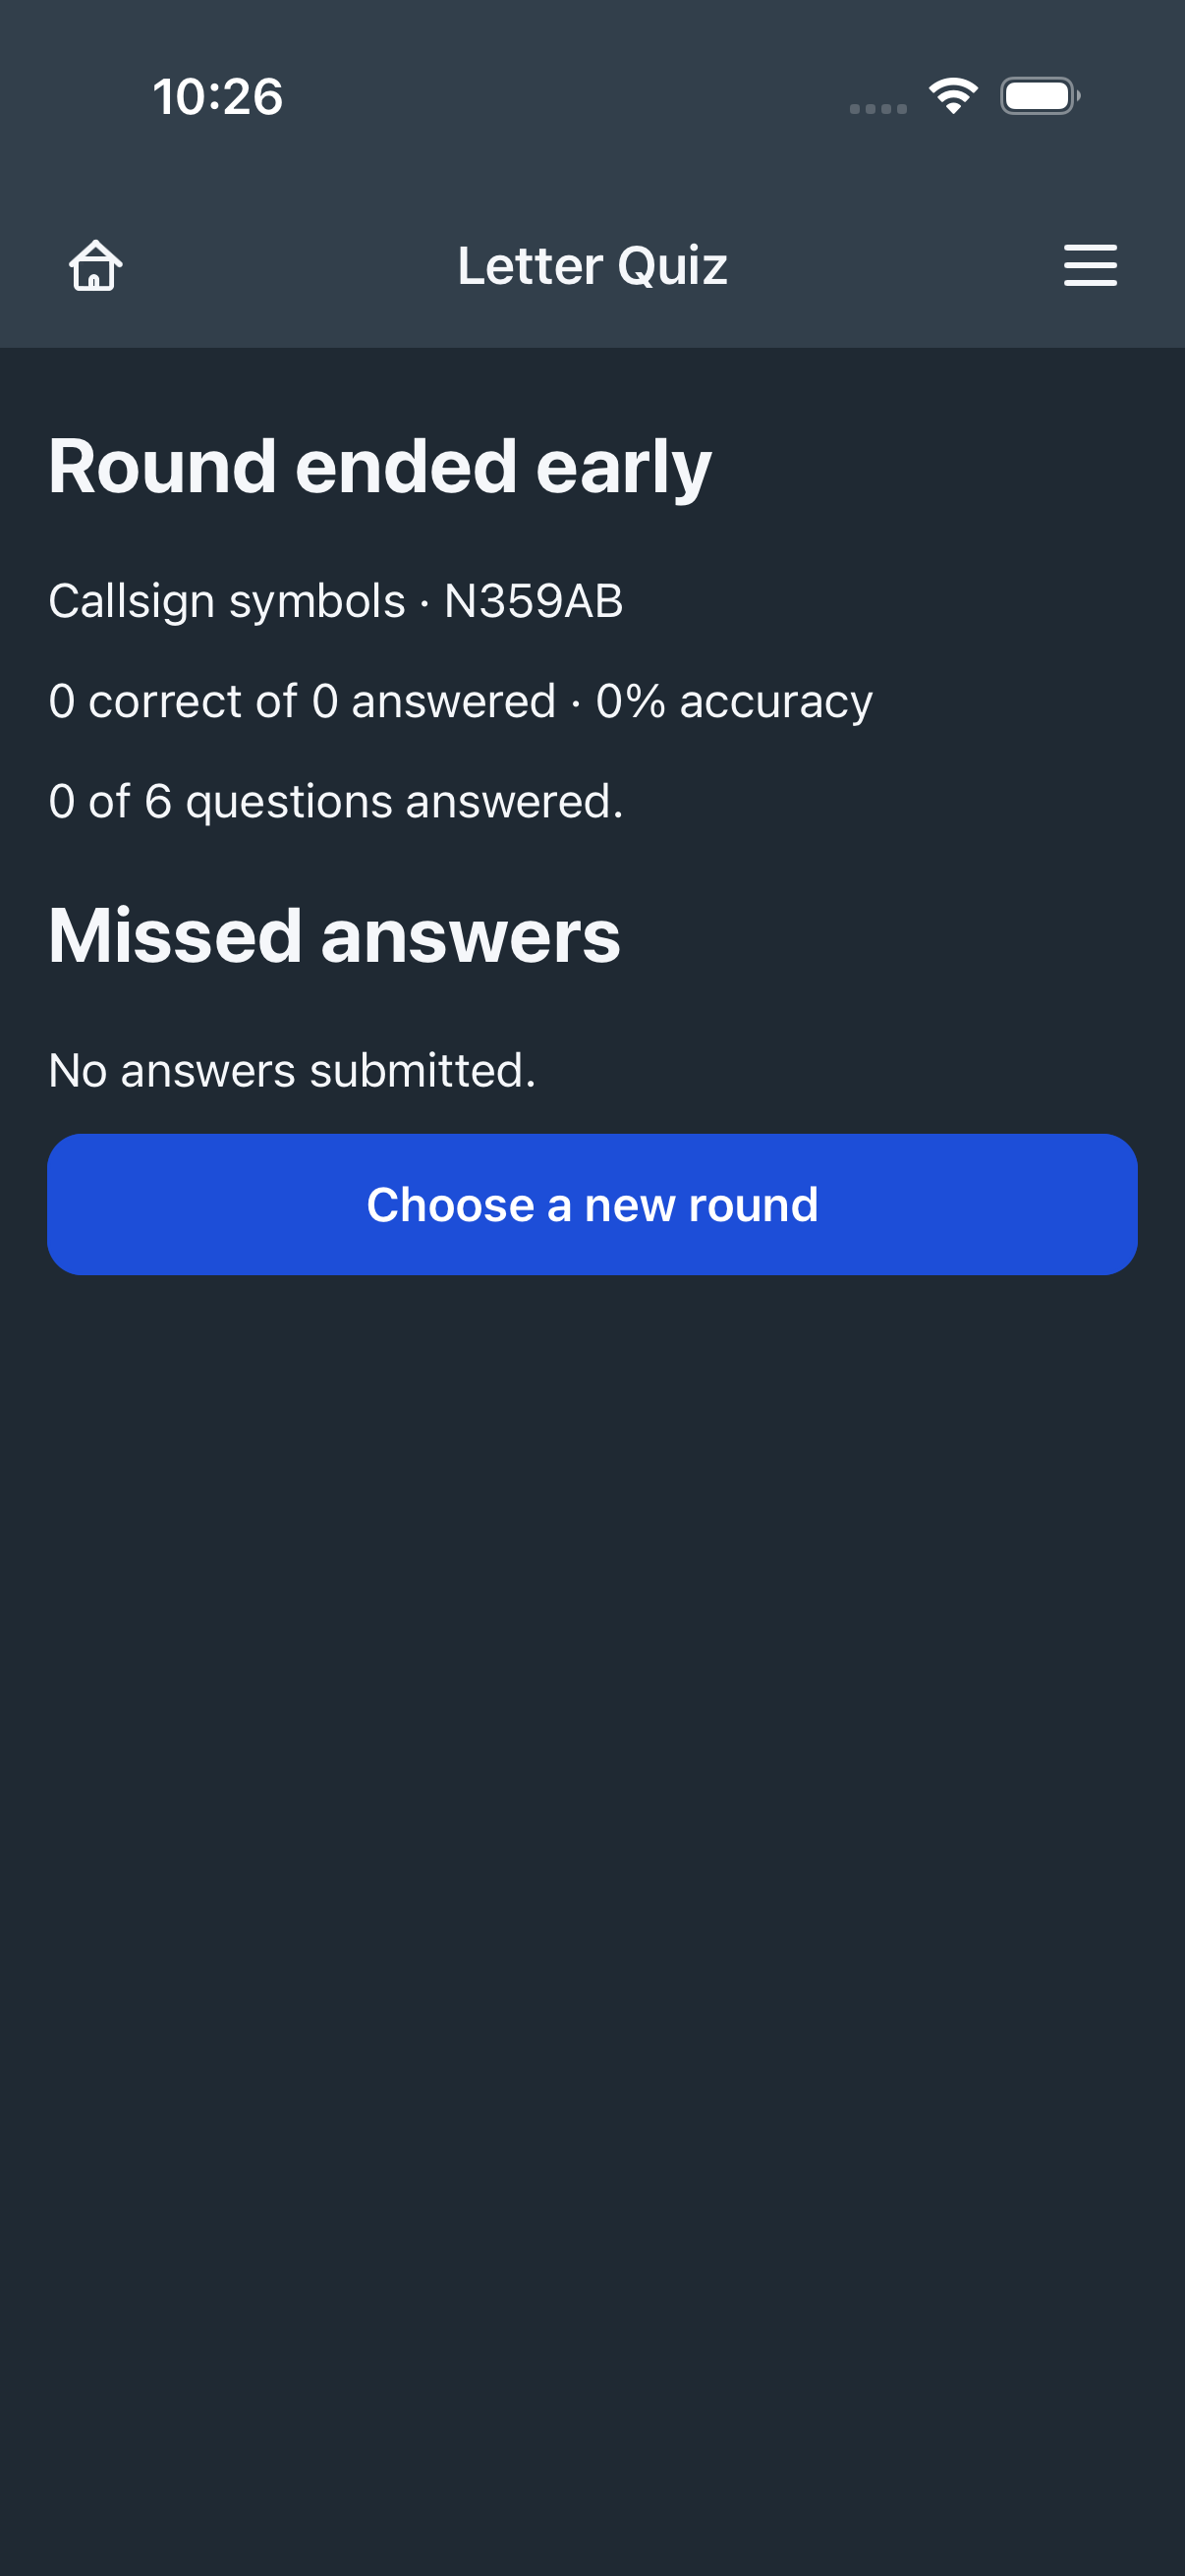 10:26
Letter Quiz
Round ended early
Callsign symbols · N359AB
0 correct of 0 answered · 0% accuracy
0 of 6 questions answered.
Missed answers
No answers submitted.
Choose a new round